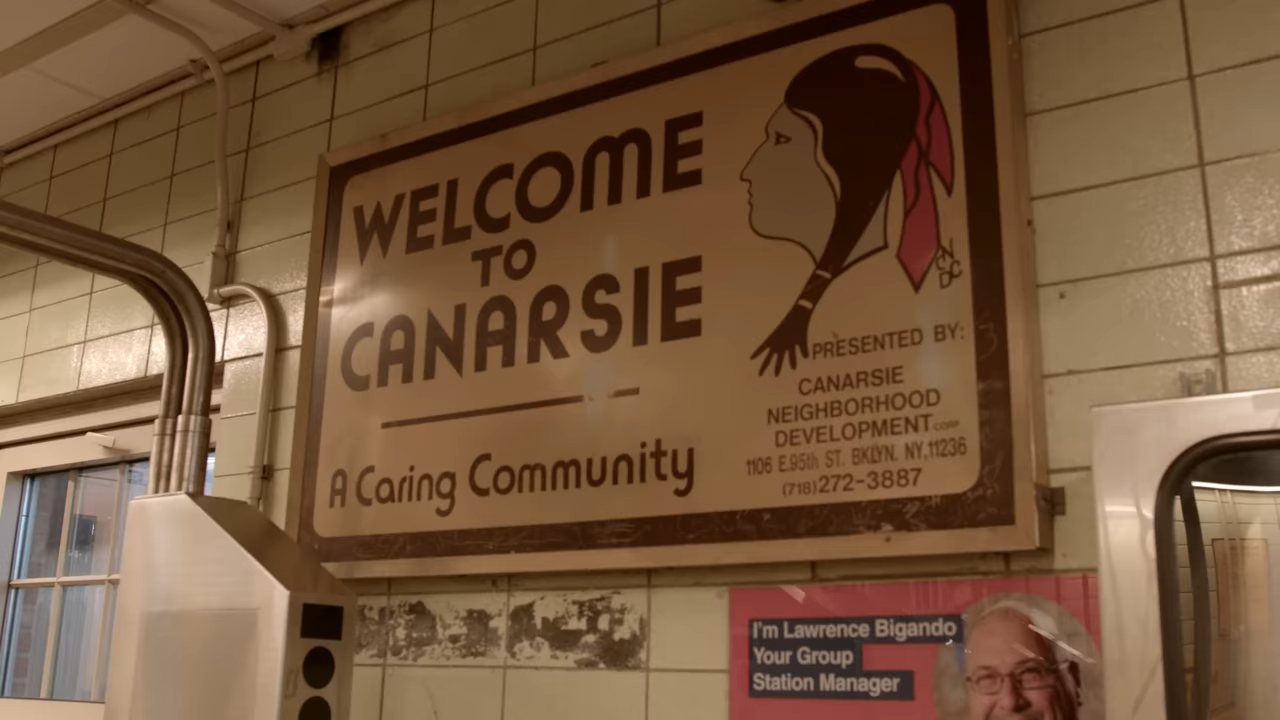 WELCOME
TO
CANARSIE
A Caring Community
CNDC
PRESENTED BY:
CANARSIE
NEIGHBORHOOD
DEVELOPMENT CORP
1106 E.95th ST. BKLYN. NY,11236
(718)272-3887
I'm Lawrence Bigando
Your Group
Station Manager